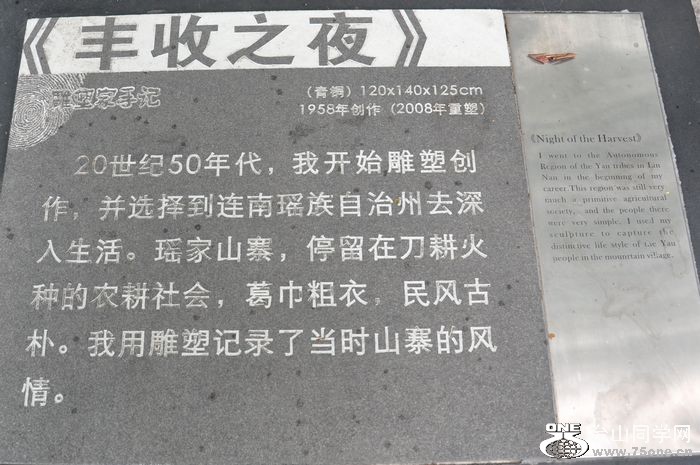 《丰收之夜》
雕塑家手记
（青铜）120x140x125cm
1958年创作（2008年重塑）
20世纪50年代，我开始雕塑创
作，并选择到连南瑶族自治州去深
入生活。瑶家山寨，停留在刀耕火
种的农耕社会，葛巾粗衣，民风古
朴。我用雕塑记录了当时山寨的风
情。
《Night of the Harvest》
I went to the Autonomous
Region of the Yau tribes in Lin
Nan in the beginning of my
career. This region was still very
much a primitive agricultural
society, and the people there
were very simple. I used my
sculpture to capture the
distinctive life style of the Yau
people in the mountain village.
ONE
山同学网
www.75one.cn